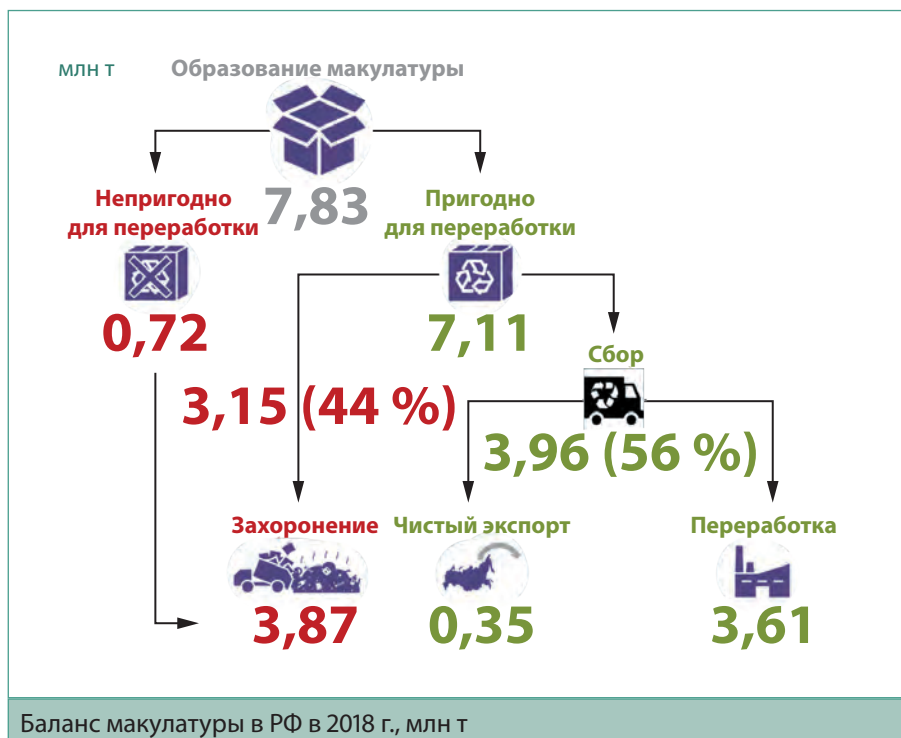 млн т
Образование макулатуры
7,83
Непригодно
для переработки
0,72
Пригодно
для переработки
7,11
Сбор
3,15 (44 %)
3,96 (56 %)
Захоронение
3,87
Чистый экспорт
0,35
Переработка
3,61
Баланс макулатуры в РФ в 2018 г., млн т